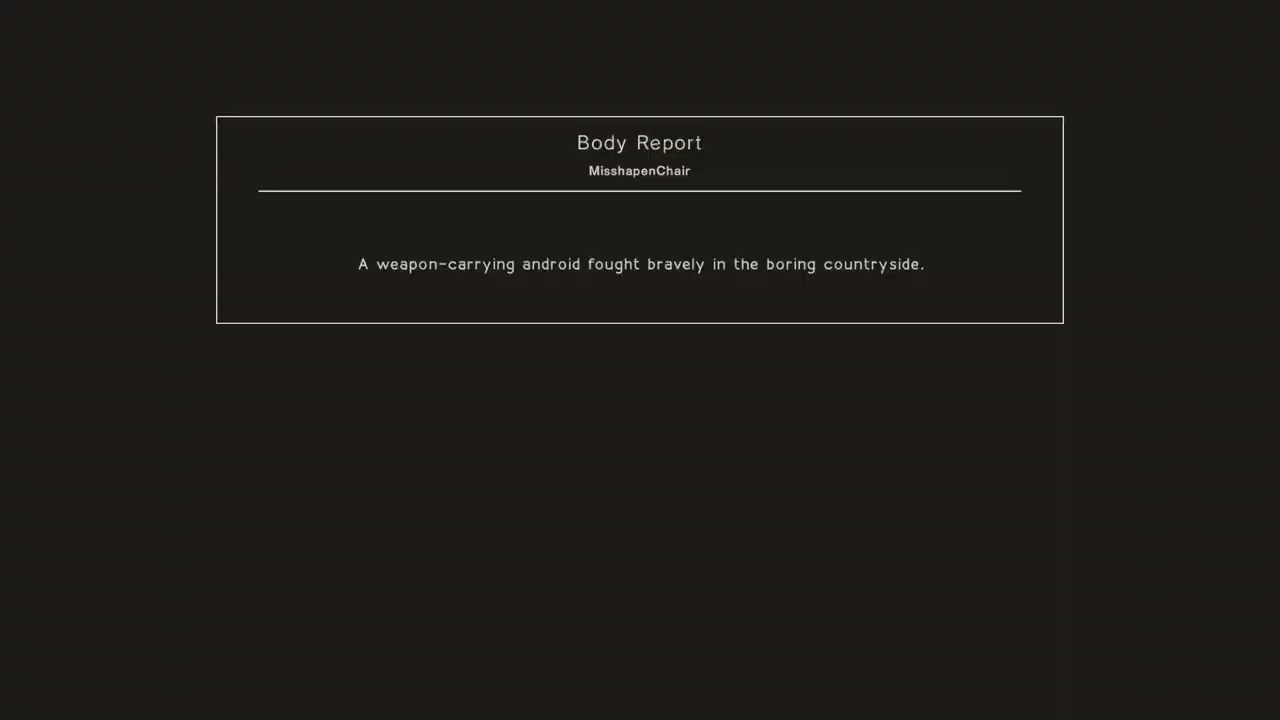 Body Report
MisshapenChair
A weapon-carrying android fought bravely in the boring countryside.